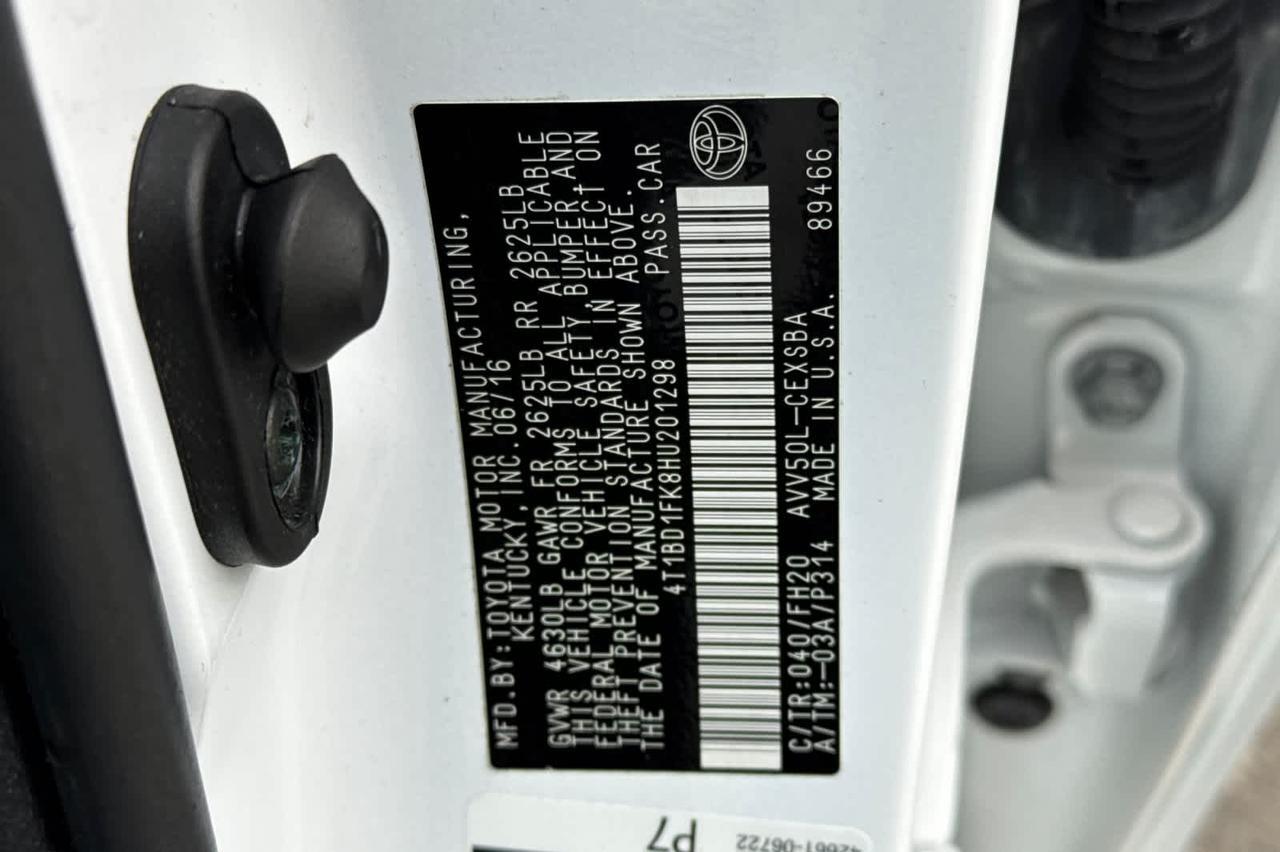 MFD.BY:TOYOTA MOTOR MANUFACTURING,
KENTUCKY,INC.06/16
GVWR 4630LB GAWR FR 2625LB RR 2625LB
THIS VEHICLE CONFORMS TO ALL APPLICABLE
FEDERAL MOTOR VEHICLE SAFETY, BUMPER,AND
THEFT PREVENTION STANDARDS IN EFFECT ON
THE DATE OF MANUFACTURE SHOWN ABOVE.
4T1BD1FK8HU201298 PASS.CAR
C/TR:040/FH20 AVV50L-CEXSBA 89466
A/TM:-03A/P314 MADE IN U.S.A.
P7
42661-06722